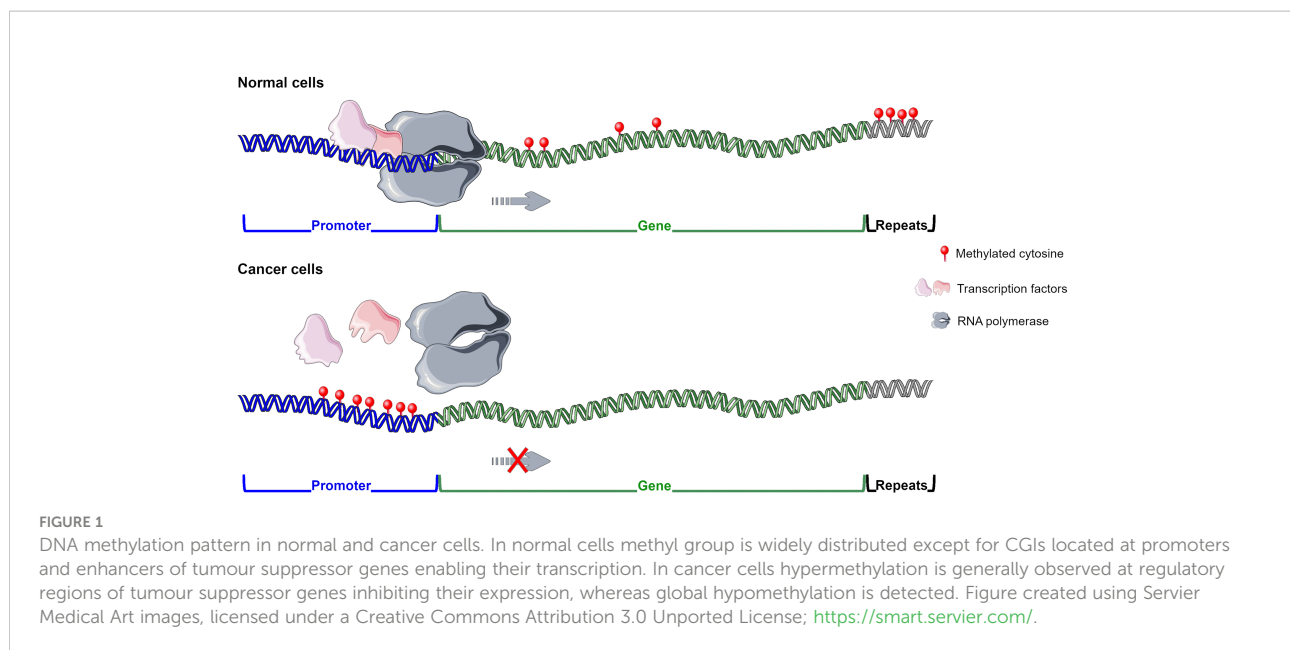 Normal cells
Promoter
Gene
Repeats
Methylated cytosine
Cancer cells
Transcription factors
RNA polymerase
Promoter
Gene
Repeats
FIGURE 1
DNA methylation pattern in normal and cancer cells. In normal cells methyl group is widely distributed except for CGIs located at promoters
and enhancers of tumour suppressor genes enabling their transcription. In cancer cells hypermethylation is generally observed at regulatory
regions of tumour suppressor genes inhibiting their expression, whereas global hypomethylation is detected. Figure created using Servier
Medical Art images, licensed under a Creative Commons Attribution 3.0 Unported License; https://smart.servier.com/.